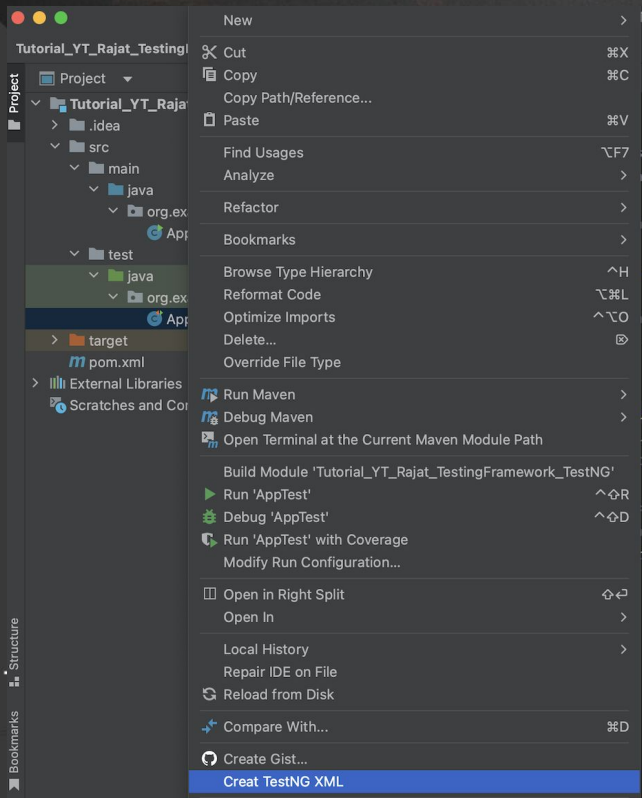 Tutorial_YT_Rajat_Testing
Project
Project
Tutorial_YT_Raja
.idea
src
main
java
org.ex
App
test
java
org.ex
App
target
m pom.xml
External Libraries
Scratches and Co
Structure
Bookmarks
New
Cut ⌘X
Copy ⌘C
Copy Path/Reference...
Paste ⌘V
Find Usages ⌥F7
Analyze
Refactor
Bookmarks
Browse Type Hierarchy ^H
Reformat Code ⌥⌘L
Optimize Imports ^⌥O
Delete... ⌦
Override File Type
Run Maven
Debug Maven
Open Terminal at the Current Maven Module Path
Build Module 'Tutorial_YT_Rajat_TestingFramework_TestNG'
Run 'AppTest' ^⇧R
Debug 'AppTest' ^⇧D
Run 'AppTest' with Coverage
Modify Run Configuration...
Open in Right Split ⇧⏎
Open In
Local History
Repair IDE on File
Reload from Disk
Compare With... ⌘D
Create Gist...
Creat TestNG XML